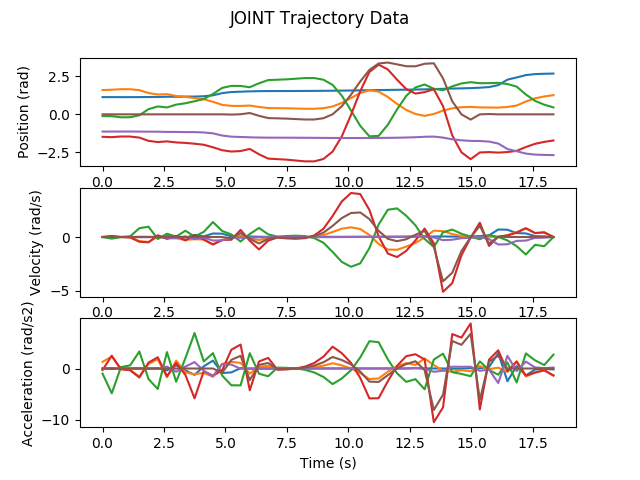 JOINT Trajectory Data
Position (rad)
2.5
0.0
−2.5
0.0 2.5 5.0 7.5 10.0 12.5 15.0 17.5
Velocity (rad/s)
0
−5
0.0 2.5 5.0 7.5 10.0 12.5 15.0 17.5
Acceleration (rad/s2)
0
−10
0.0 2.5 5.0 7.5 10.0 12.5 15.0 17.5
Time (s)